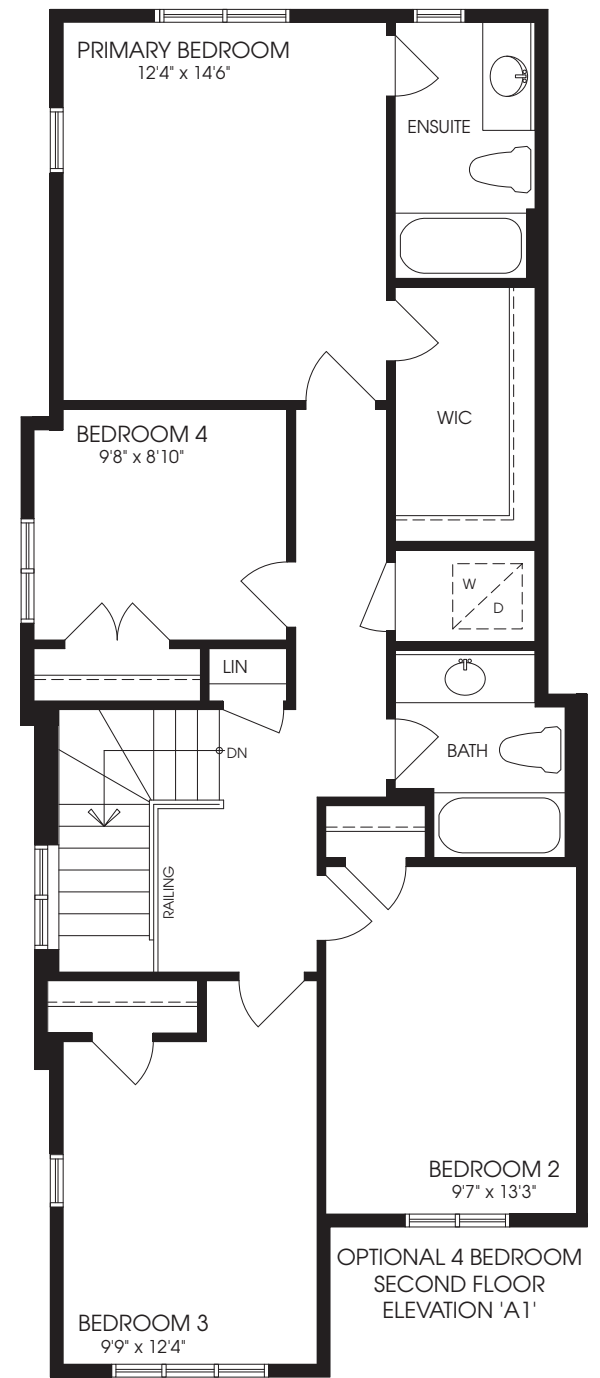 PRIMARY BEDROOM
12'4" x 14'6"
ENSUITE
WIC
BEDROOM 4
9'8" x 8'10"
W
D
LIN
DN
BATH
RAILING
BEDROOM 2
9'7" x 13'3"
OPTIONAL 4 BEDROOM
SECOND FLOOR
ELEVATION 'A1'
BEDROOM 3
9'9" x 12'4"